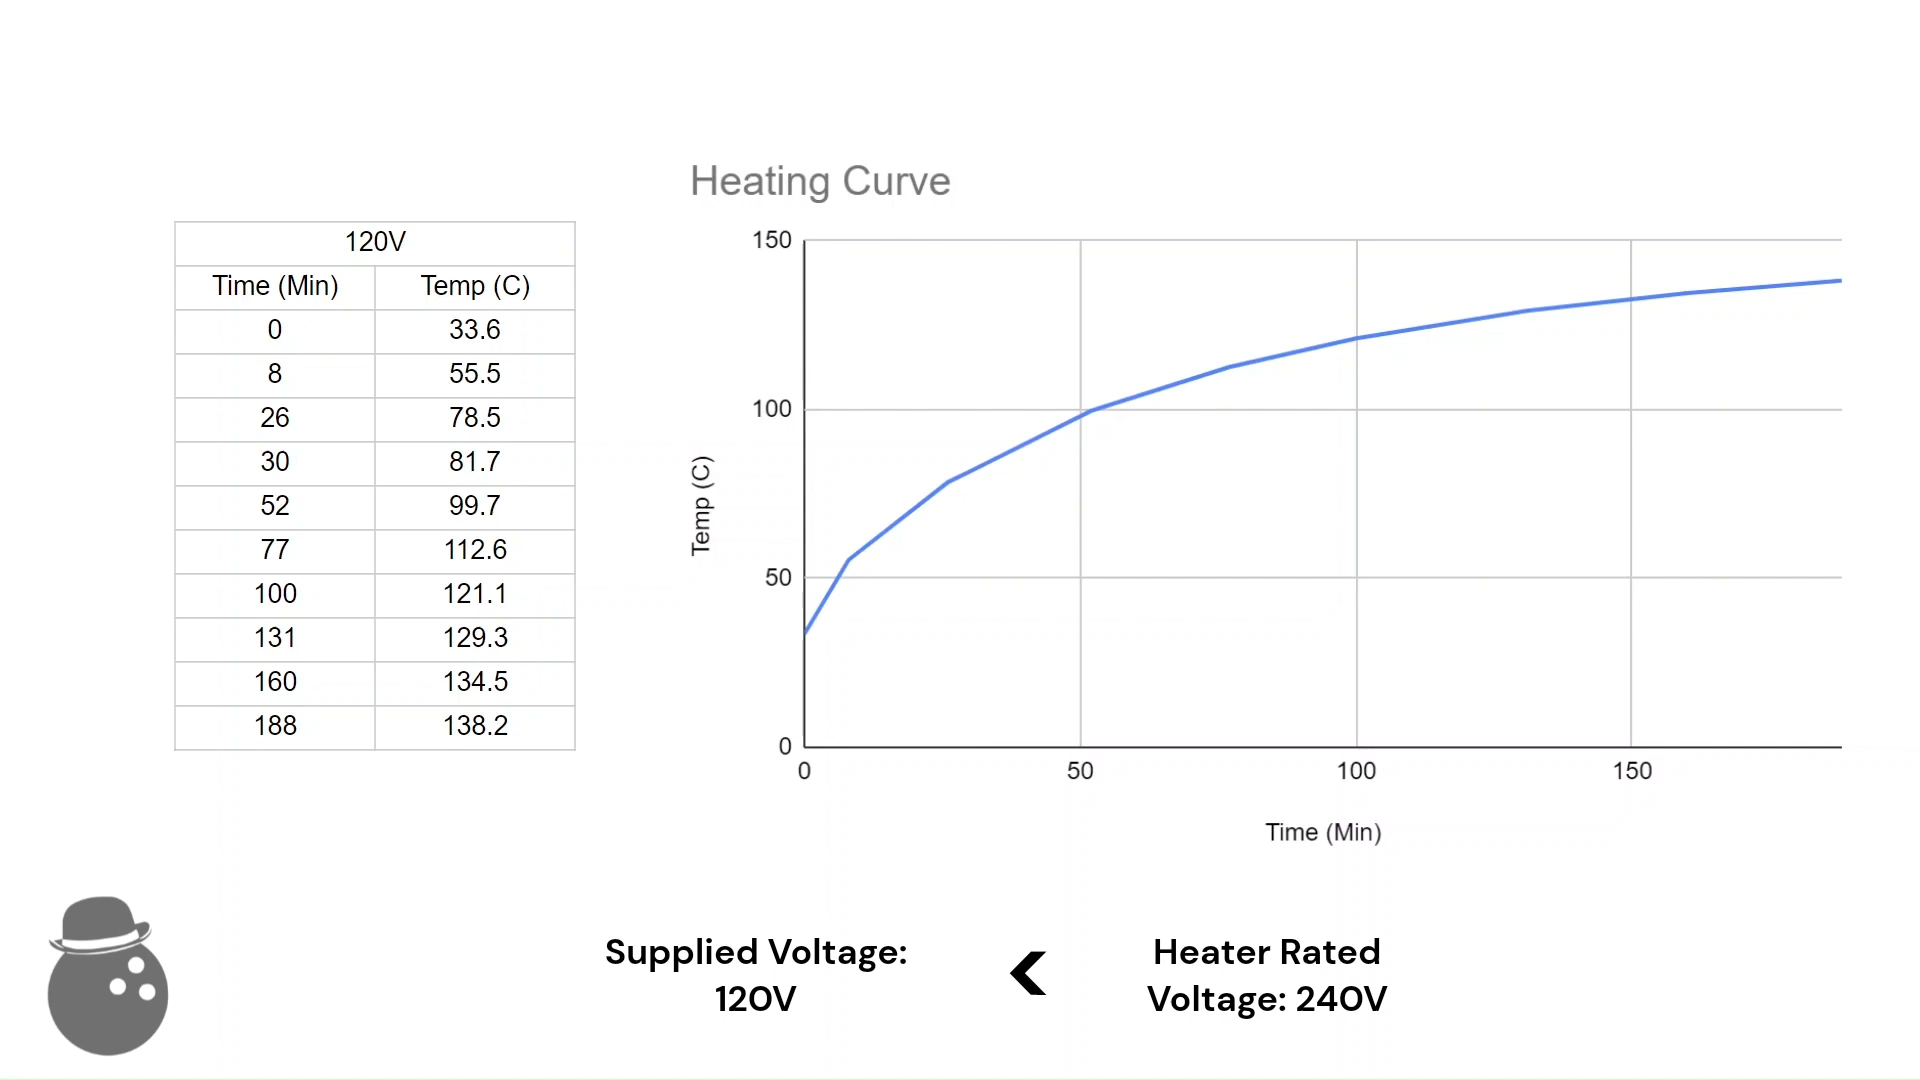 120V
Time (Min) Temp (C)
0 33.6
8 55.5
26 78.5
30 81.7
52 99.7
77 112.6
100 121.1
131 129.3
160 134.5
188 138.2
Heating Curve
150
100
50
0
Temp (C)
0 50 100 150
Time (Min)
Supplied Voltage:
120V
<
Heater Rated
Voltage: 240V